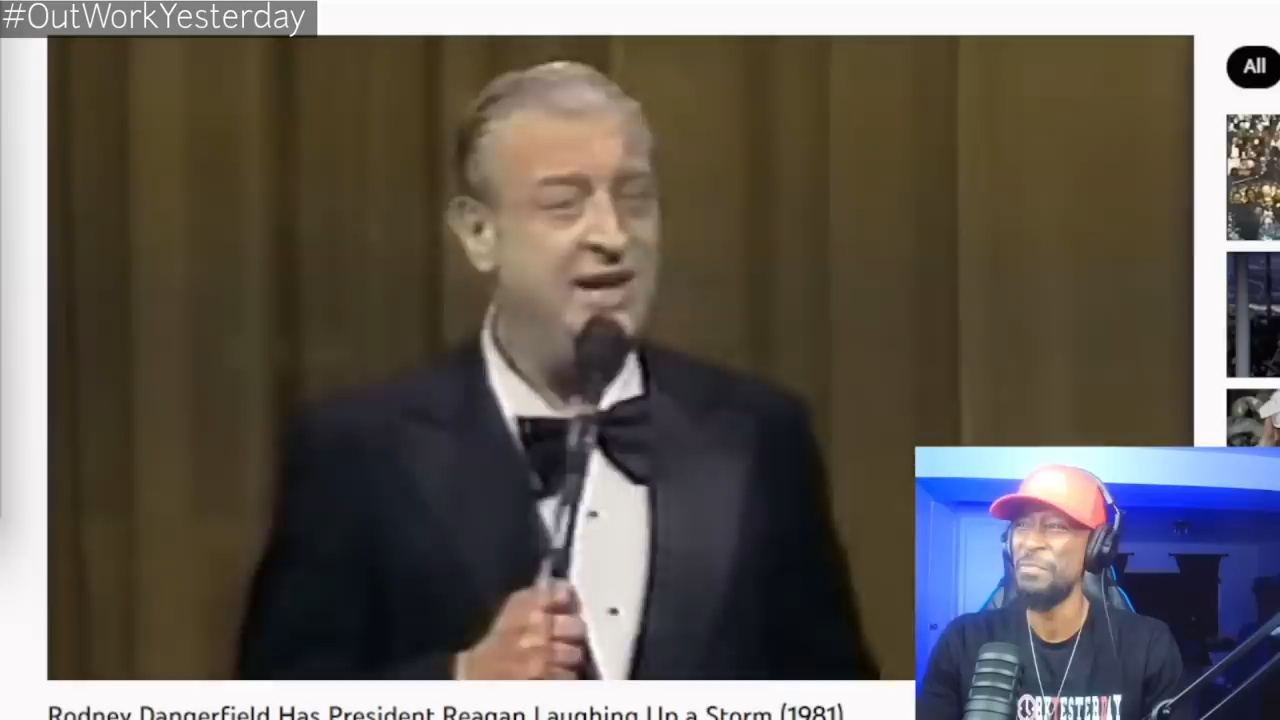 #OutWorkYesterday
All
Rodney Dangerfield Has President Reagan Laughing Up a Storm (1981)